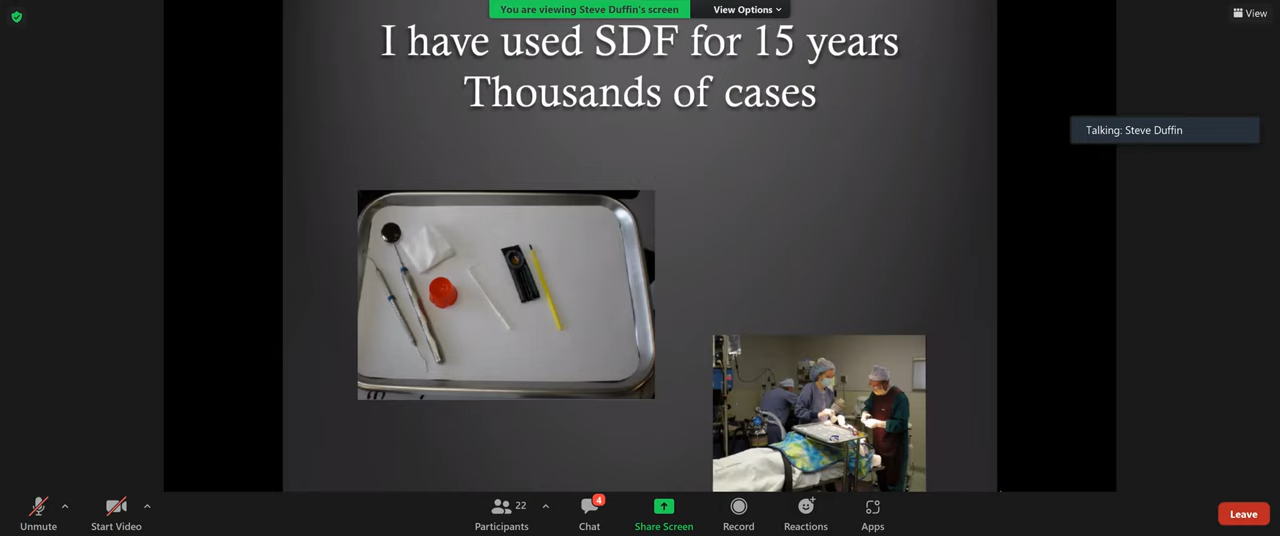 You are viewing Steve Duffin's screen
View Options
View
I have used SDF for 15 years
Thousands of cases
Talking: Steve Duffin
Unmute
Start Video
22
Participants
4
Chat
Share Screen
Record
Reactions
Apps
Leave